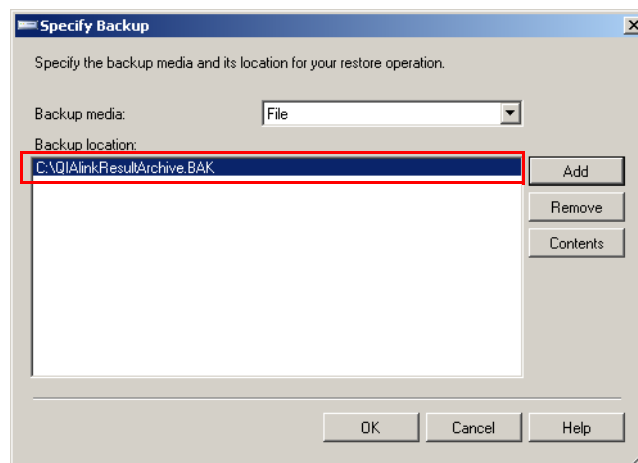 Specify Backup
Specify the backup media and its location for your restore operation.
Backup media:
File
Backup location:
C:\QIAlinkResultArchive.BAK
Add
Remove
Contents
OK
Cancel
Help